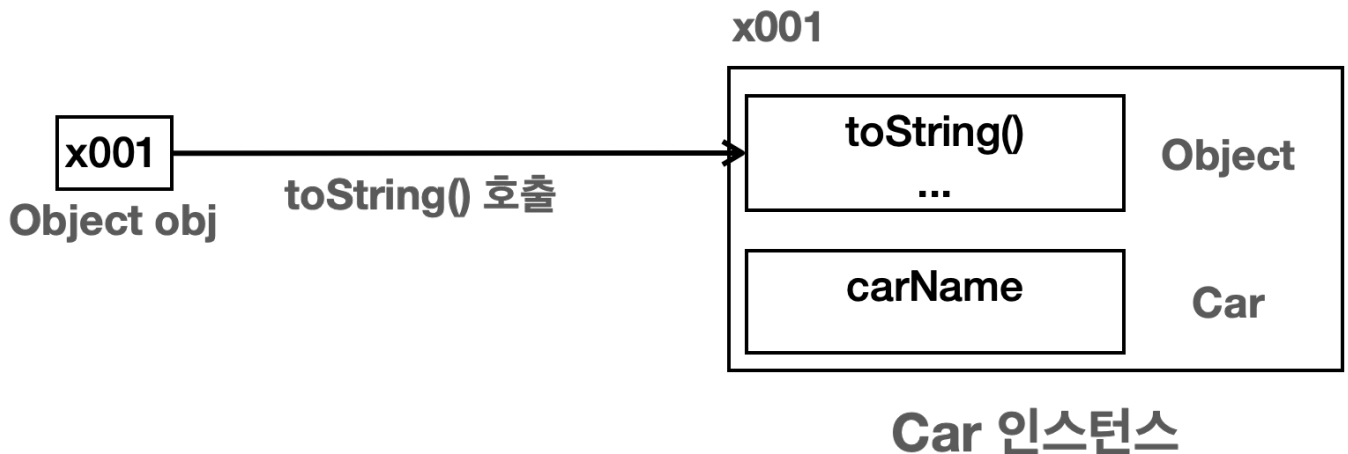 x001
x001
Object obj
toString() 호출
toString()
...
Object
carName
Car
Car 인스턴스